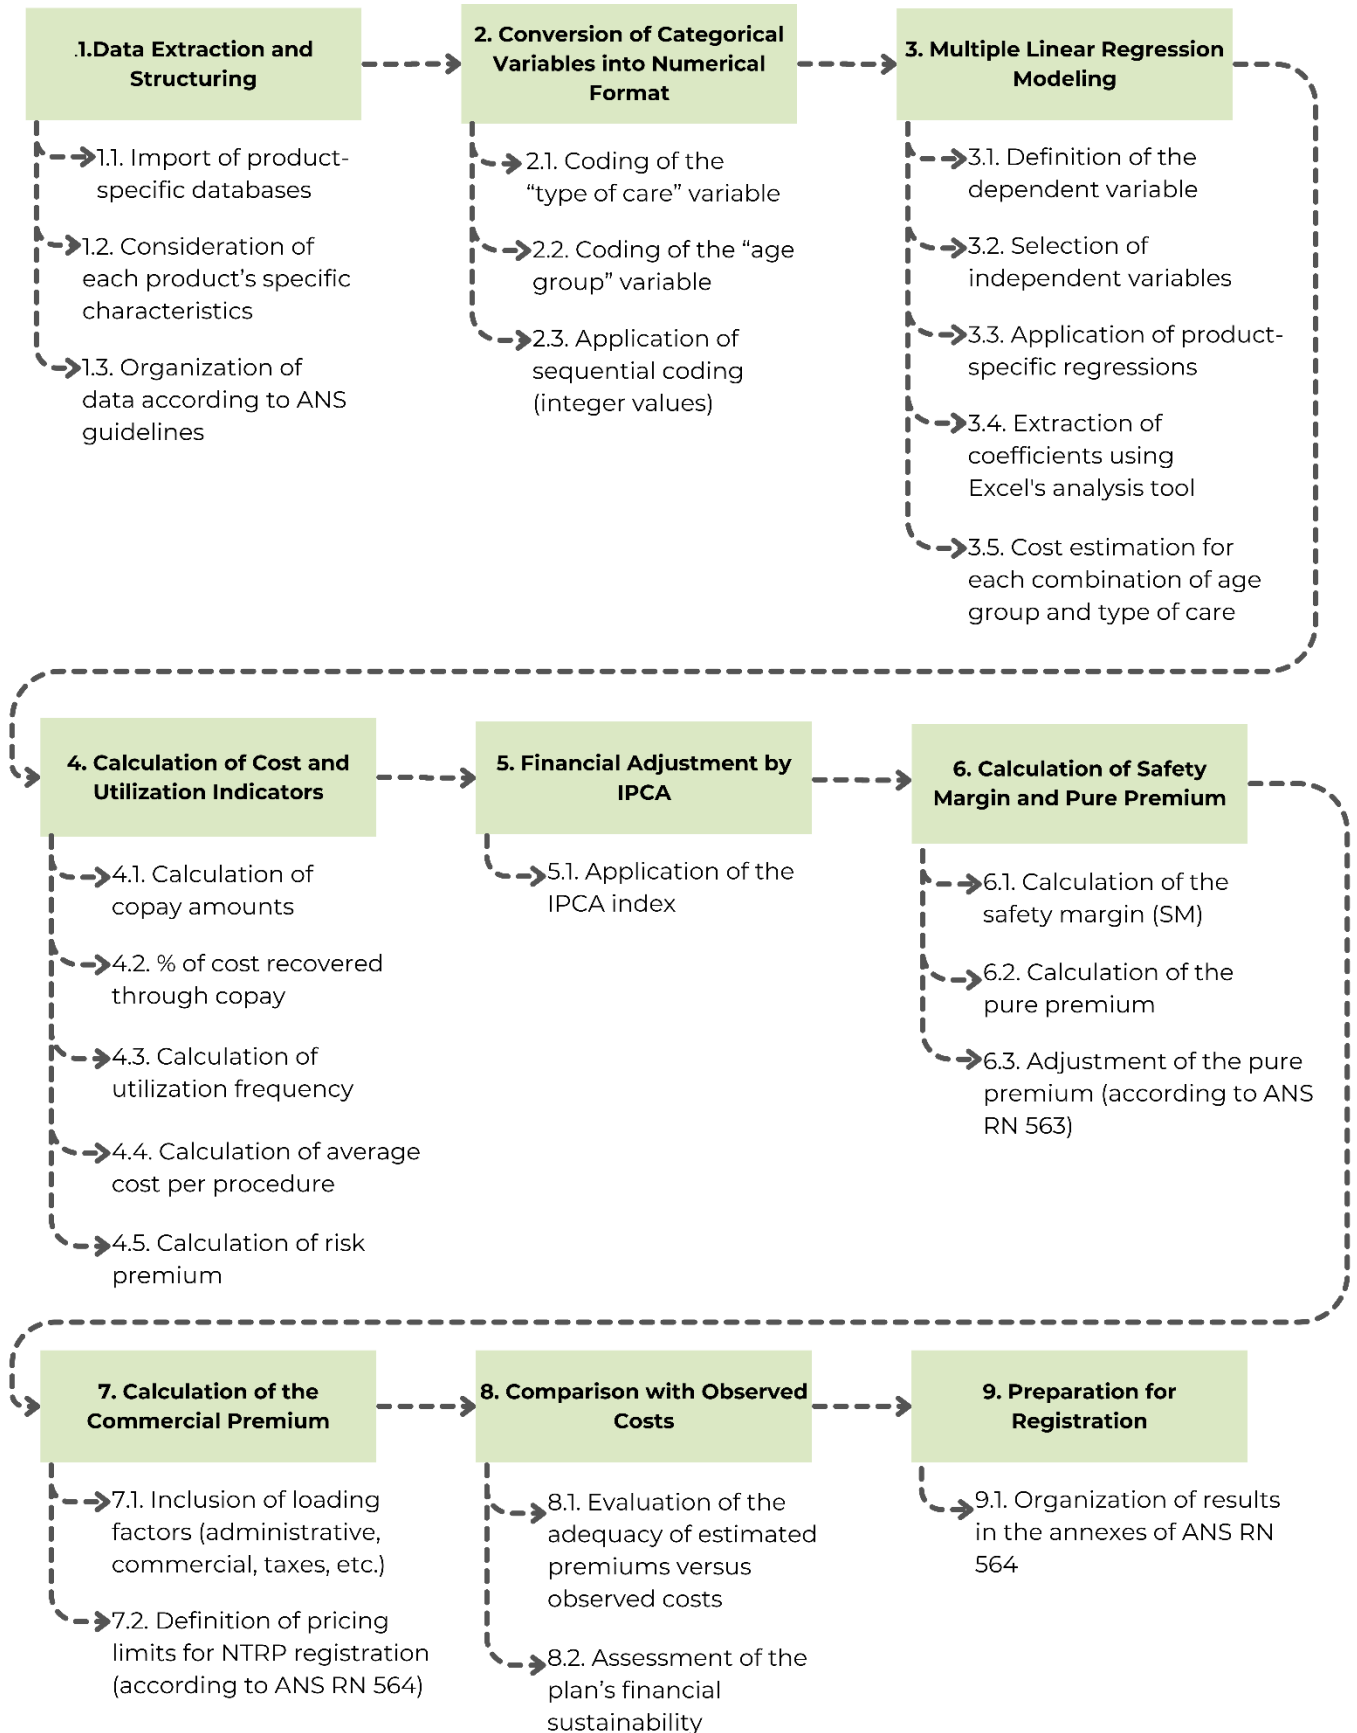 .1.Data Extraction and
Structuring
1.1. Import of product-
specific databases
1.2. Consideration of
each product’s specific
characteristics
1.3. Organization of
data according to ANS
guidelines
2. Conversion of Categorical
Variables into Numerical
Format
2.1. Coding of the
“type of care” variable
2.2. Coding of the “age
group” variable
2.3. Application of
sequential coding
(integer values)
3. Multiple Linear Regression
Modeling
3.1. Definition of the
dependent variable
3.2. Selection of
independent variables
3.3. Application of product-
specific regressions
3.4. Extraction of
coefficients using
Excel's analysis tool
3.5. Cost estimation for
each combination of age
group and type of care
4. Calculation of Cost and
Utilization Indicators
4.1. Calculation of
copay amounts
4.2. % of cost recovered
through copay
4.3. Calculation of
utilization frequency
4.4. Calculation of average
cost per procedure
4.5. Calculation of risk
premium
5. Financial Adjustment by
IPCA
5.1. Application of the
IPCA index
6. Calculation of Safety
Margin and Pure Premium
6.1. Calculation of the
safety margin (SM)
6.2. Calculation of the
pure premium
6.3. Adjustment of the pure
premium (according to ANS
RN 563)
7. Calculation of the
Commercial Premium
7.1. Inclusion of loading
factors (administrative,
commercial, taxes, etc.)
7.2. Definition of pricing
limits for NTRP registration
(according to ANS RN 564)
8. Comparison with Observed
Costs
8.1. Evaluation of the
adequacy of estimated
premiums versus
observed costs
8.2. Assessment of the
plan’s financial
sustainability
9. Preparation for
Registration
9.1. Organization of results
in the annexes of ANS RN
564